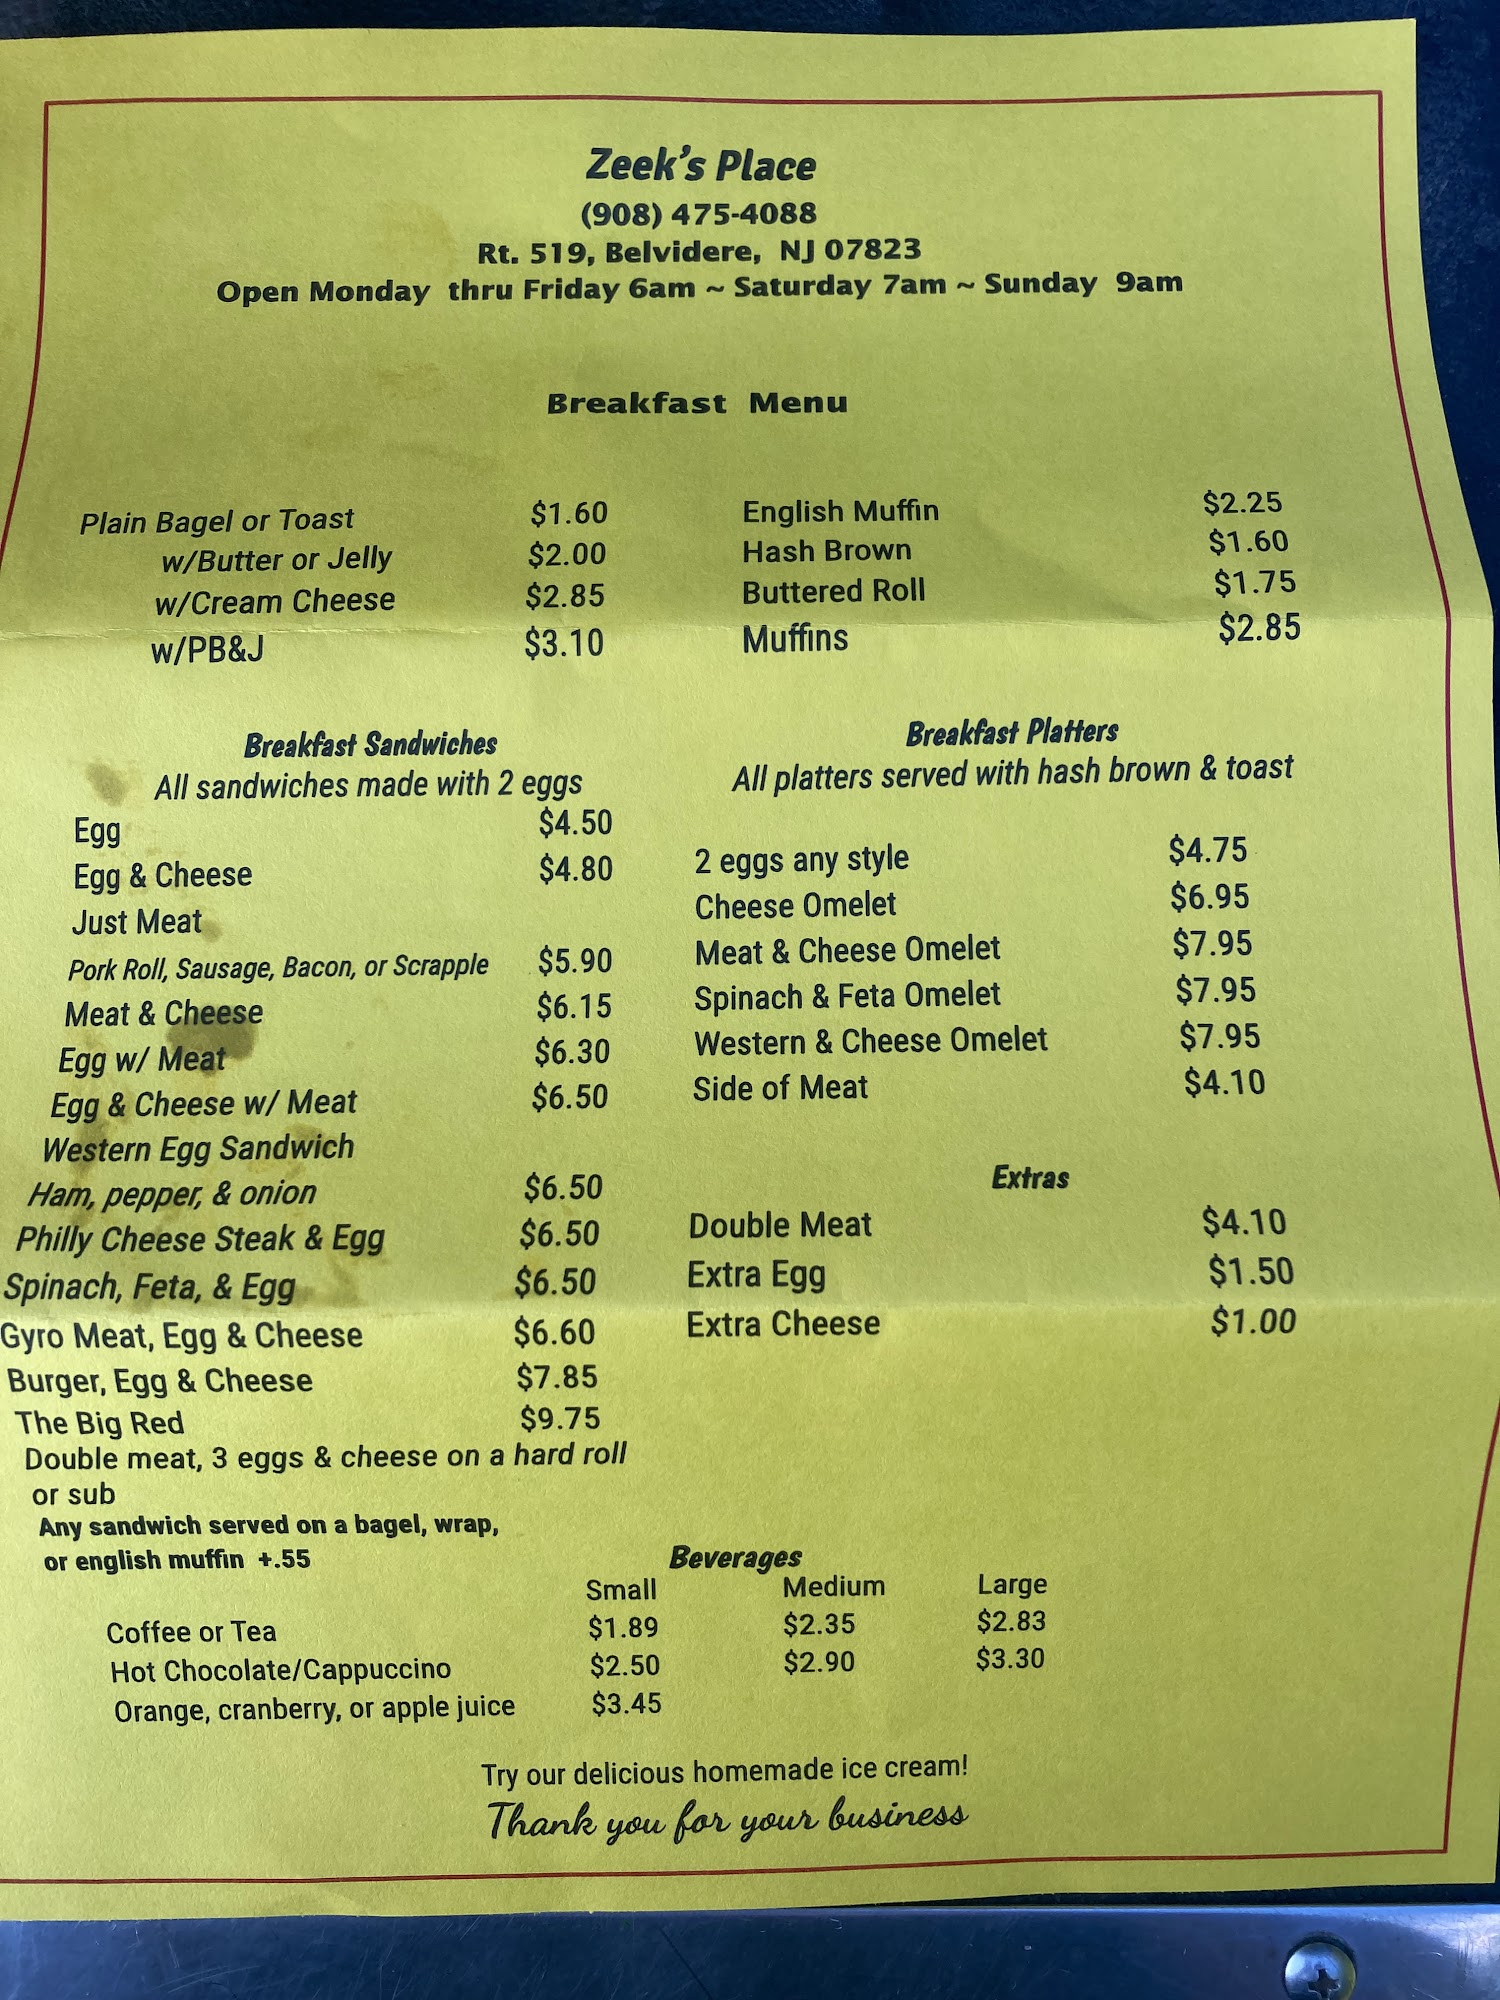 Zeek's Place
(908) 475-4088
Rt. 519, Belvidere, NJ 07823
Open Monday thru Friday 6am ~ Saturday 7am ~ Sunday 9am
Breakfast Menu
Plain Bagel or Toast $1.60
w/Butter or Jelly $2.00
w/Cream Cheese $2.85
w/PB&J $3.10
English Muffin $2.25
Hash Brown $1.60
Buttered Roll $1.75
Muffins $2.85
Breakfast Sandwiches
All sandwiches made with 2 eggs
Egg $4.50
Egg & Cheese $4.80
Just Meat
Pork Roll, Sausage, Bacon, or Scrapple $5.90
Meat & Cheese $6.15
Egg w/ Meat $6.30
Egg & Cheese w/ Meat $6.50
Western Egg Sandwich
Ham, pepper, & onion $6.50
Philly Cheese Steak & Egg $6.50
Spinach, Feta, & Egg $6.50
Gyro Meat, Egg & Cheese $6.60
Burger, Egg & Cheese $7.85
The Big Red $9.75
Double meat, 3 eggs & cheese on a hard roll
or sub
Any sandwich served on a bagel, wrap,
or english muffin +.55
Breakfast Platters
All platters served with hash brown & toast
2 eggs any style $4.75
Cheese Omelet $6.95
Meat & Cheese Omelet $7.95
Spinach & Feta Omelet $7.95
Western & Cheese Omelet $7.95
Side of Meat $4.10
Extras
Double Meat $4.10
Extra Egg $1.50
Extra Cheese $1.00
Beverages
Small Medium Large
Coffee or Tea $1.89 $2.35 $2.83
Hot Chocolate/Cappuccino $2.50 $2.90 $3.30
Orange, cranberry, or apple juice $3.45
Try our delicious homemade ice cream!
Thank you for your business